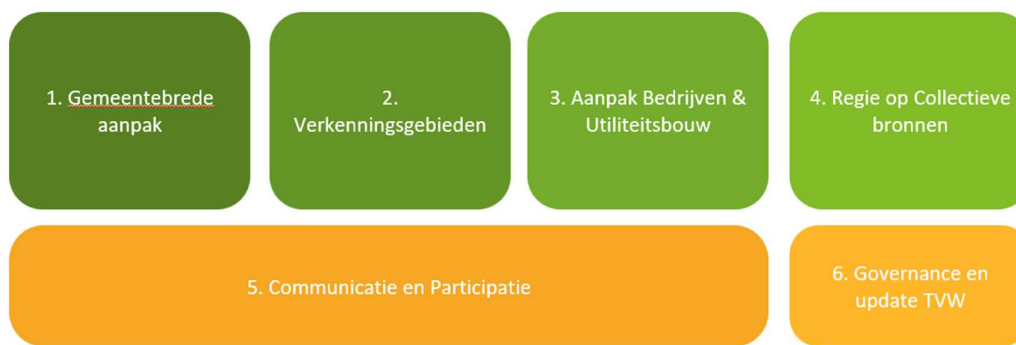 1. Gemeentebrede
aanpak
2.
Verkenningsgebieden
3. Aanpak Bedrijven &
Utiliteitsbouw
4. Regie op Collectieve
bronnen
5. Communicatie en Participatie
6. Governance en
update TVW